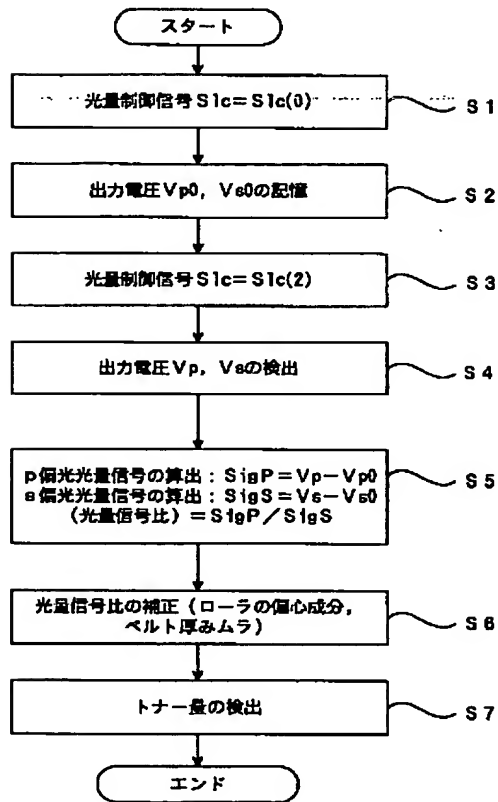 スタート
光量制御信号Slc=Slc(0)
S1
出力電圧Vp0，Vs0の記憶
S2
光量制御信号Slc=Slc(2)
S3
出力電圧Vp，Vsの検出
S4
p偏光光量信号の算出：SigP=Vp−Vp0
s偏光光量信号の算出：SigS=Vs−Vs0
(光量信号比)=SigP／SigS
S5
光量信号比の補正（ローラの偏心成分，
ベルト厚みムラ）
S6
トナー量の検出
S7
エンド